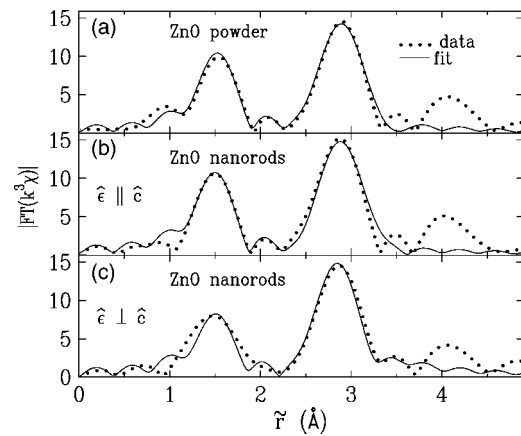 (a)
ZnO powder
data
fit
15
10
5
(b)
ZnO nanorods
ε̂ ∥ ĉ
15
10
5
(c)
ZnO nanorods
ε̂ ⊥ ĉ
15
10
5
0
|FT(k³χ)|
0 1 2 3 4
r̃ (Å)